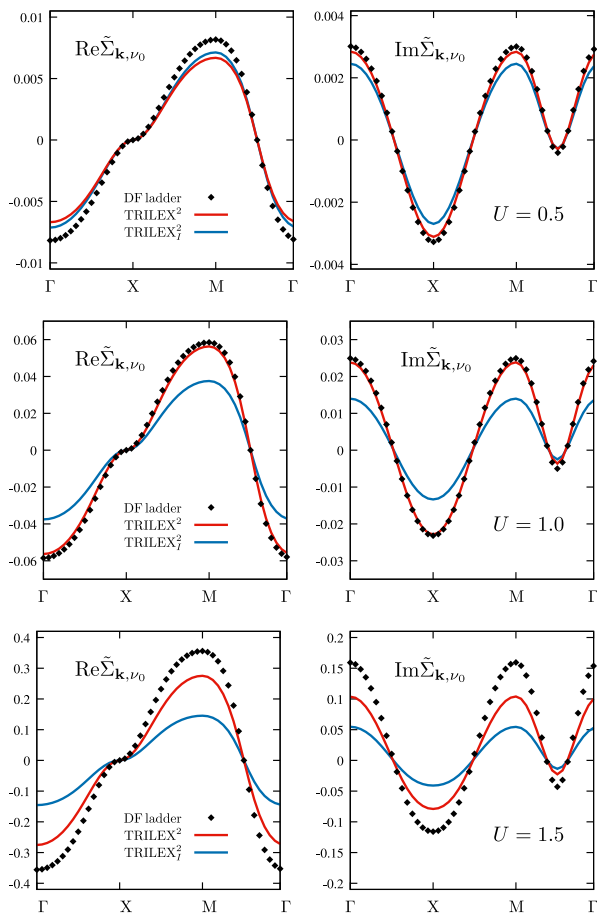 0.01
0.005
0
-0.005
-0.01
ReΣ̃k,ν0
DF ladder
TRILEX²
TRILEX²I
Γ X M Γ
0.004
0.002
0
-0.002
-0.004
ImΣ̃k,ν0
U = 0.5
Γ X M Γ
0.06
0.04
0.02
0
-0.02
-0.04
-0.06
ReΣ̃k,ν0
DF ladder
TRILEX²
TRILEX²I
Γ X M Γ
0.03
0.02
0.01
0
-0.01
-0.02
-0.03
ImΣ̃k,ν0
U = 1.0
Γ X M Γ
0.4
0.3
0.2
0.1
0
-0.1
-0.2
-0.3
-0.4
ReΣ̃k,ν0
DF ladder
TRILEX²
TRILEX²I
Γ X M Γ
0.2
0.15
0.1
0.05
0
-0.05
-0.1
-0.15
-0.2
ImΣ̃k,ν0
U = 1.5
Γ X M Γ